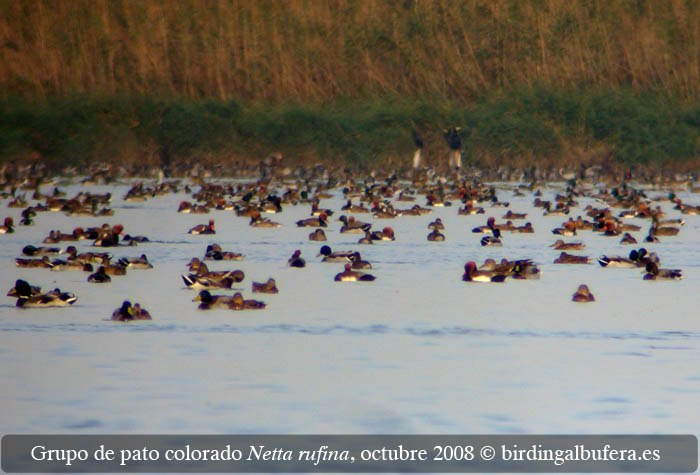 Grupo de pato colorado Netta rufina, octubre 2008 © birdingalbufera.es